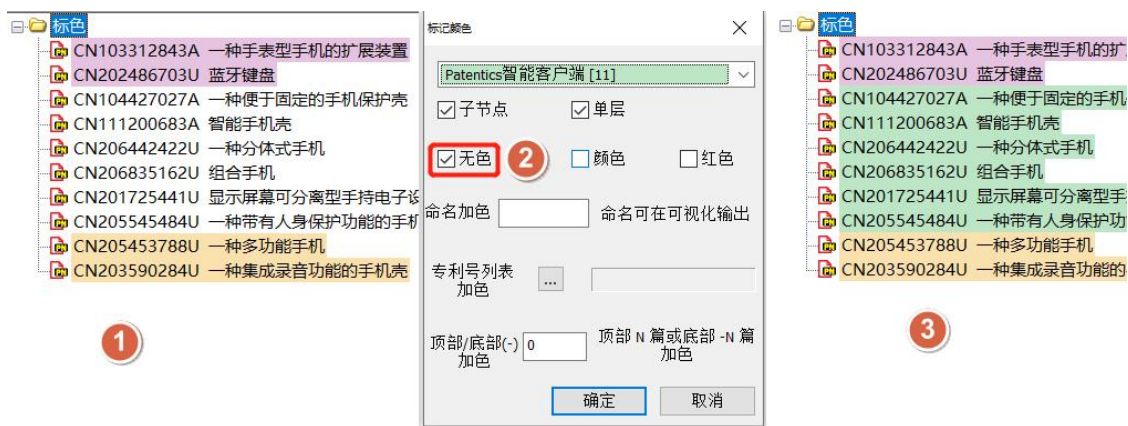 标色
CN103312843A 一种手表型手机的扩展装置
CN202486703U 蓝牙键盘
CN104427027A 一种便于固定的手机保护壳
CN111200683A 智能手机壳
CN206442422U 一种分体式手机
CN206835162U 组合手机
CN201725441U 显示屏幕可分离型手持电子设
CN205545484U 一种带有人身保护功能的手机
CN205453788U 一种多功能手机
CN203590284U 一种集成录音功能的手机壳
1
标记颜色
Patentics智能客户端 [11]
子节点 单层
无色 2 颜色 红色
命名加色 命名可在可视化输出
专利号列表
加色 ...
顶部/底部(-) 0 顶部 N 篇或底部 -N 篇
加色 加色
确定 取消
标色
CN103312843A 一种手表型手机的扩
CN202486703U 蓝牙键盘
CN104427027A 一种便于固定的手机
CN111200683A 智能手机壳
CN206442422U 一种分体式手机
CN206835162U 组合手机
CN201725441U 显示屏幕可分离型手
CN205545484U 一种带有人身保护功
CN205453788U 一种多功能手机
CN203590284U 一种集成录音功能的
3